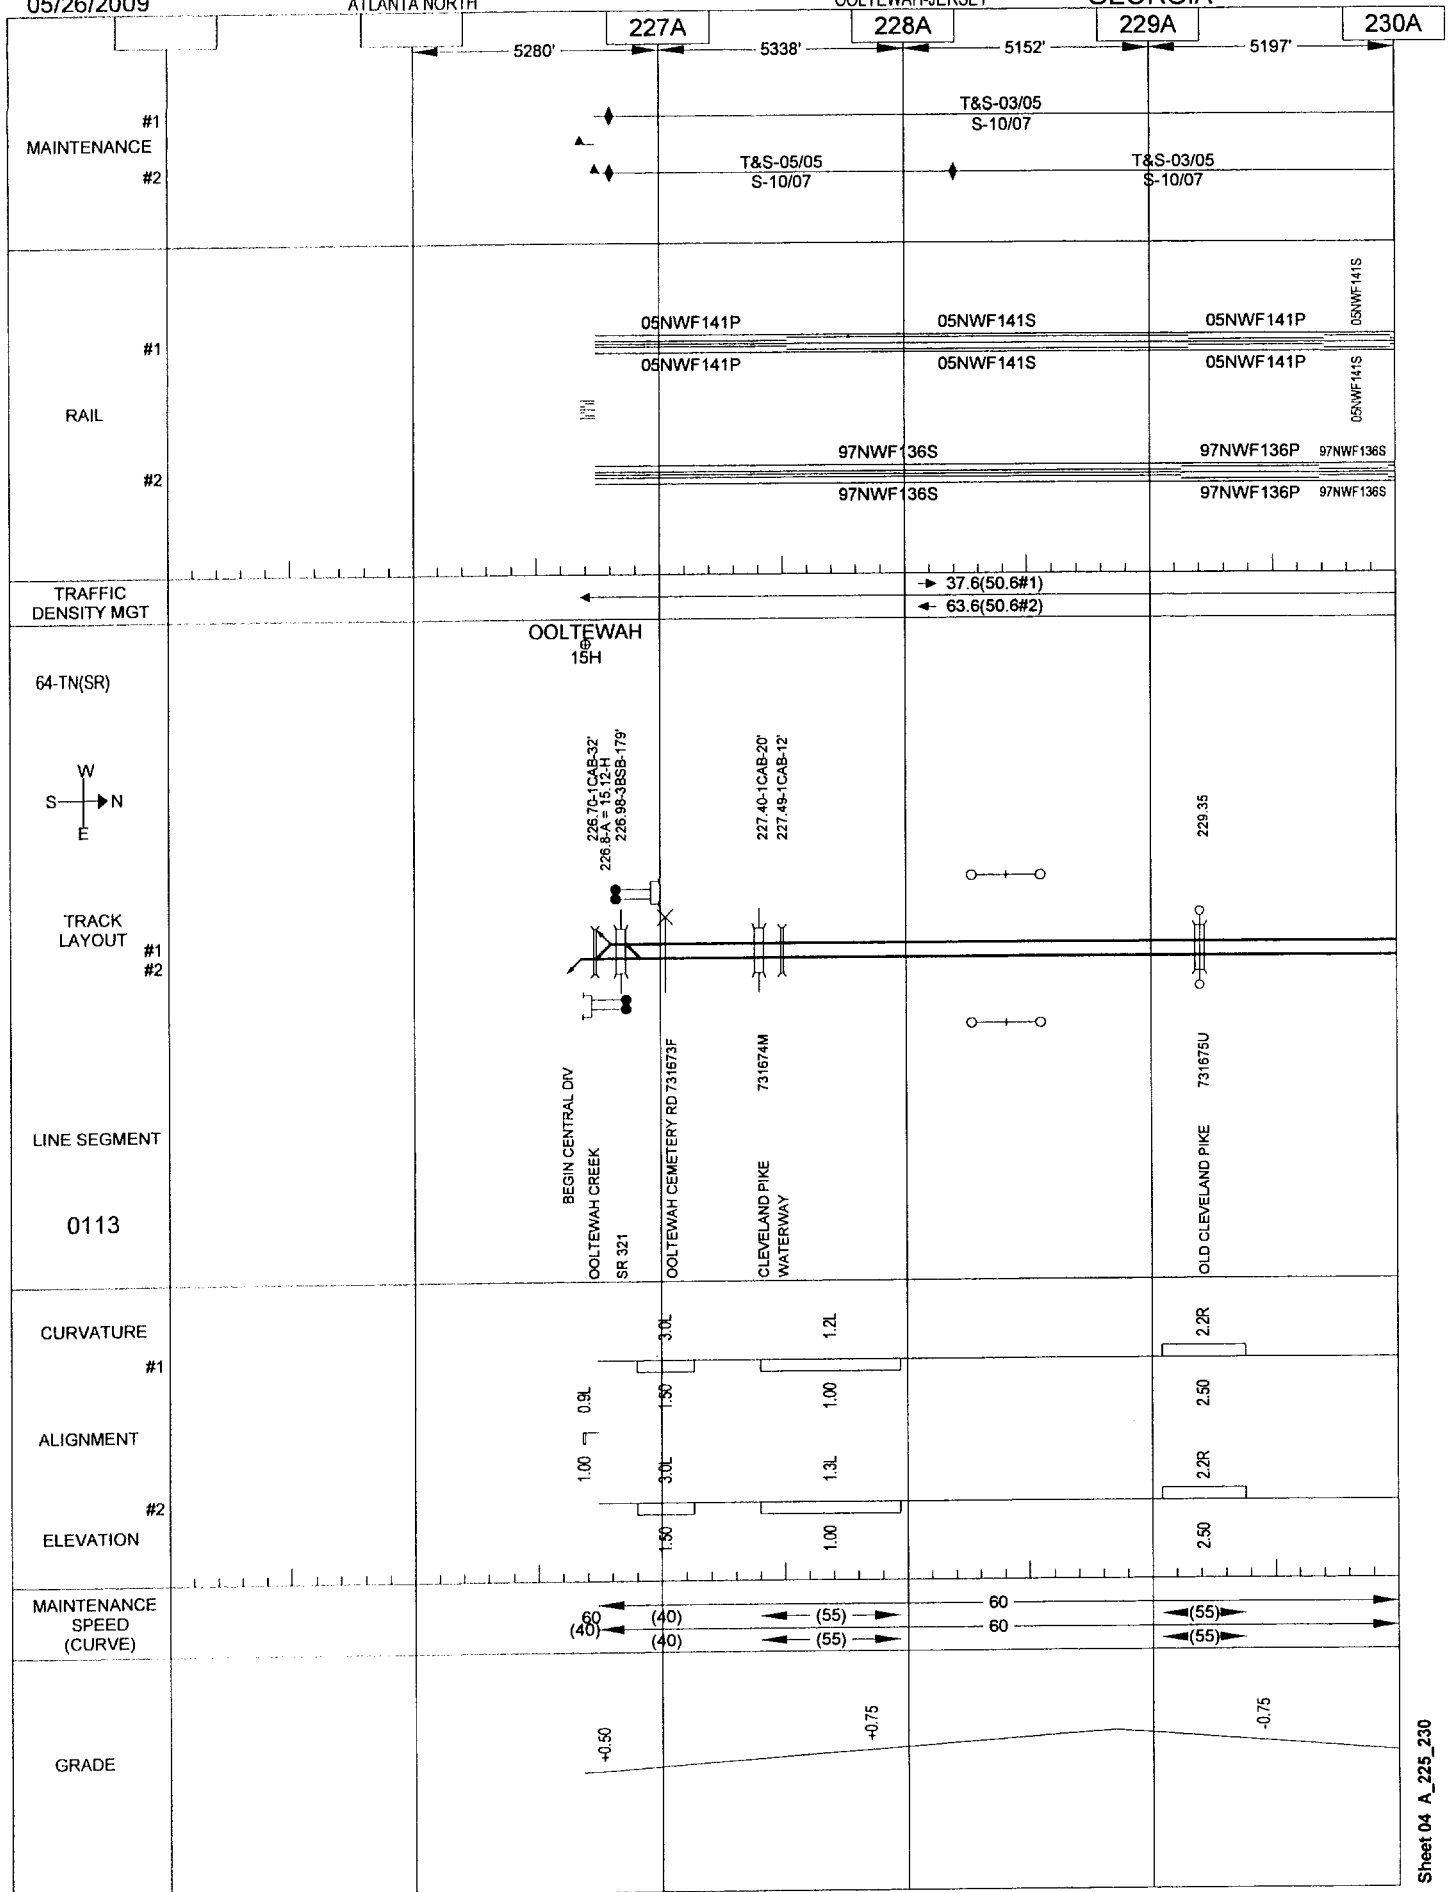 05/26/2009
ATLANTA NORTH
OOLTEWAH-JERSEY
GEORGIA
227A
228A
229A
230A
5280'
5338'
5152'
5197'
MAINTENANCE
#1
#2
T&S-03/05
S-10/07
T&S-05/05
S-10/07
T&S-03/05
S-10/07
RAIL
#1
#2
05NWF141P
05NWF141S
05NWF141P
05NWF141S
05NWF141P
05NWF141S
05NWF141P
05NWF141S
97NWF136S
97NWF136P
97NWF136S
97NWF136S
97NWF136P
97NWF136S
TRAFFIC
DENSITY MGT
37.6(50.6#1)
63.6(50.6#2)
OOLTEWAH
15H
64-TN(SR)
W
S
N
E
226.70-1CAB-32'
226.8-A = 15.12-H
226.98-3BSB-179'
227.40-1CAB-20'
227.49-1CAB-12'
229.35
TRACK
LAYOUT
#1
#2
BEGIN CENTRAL DIV
OOLTEWAH CREEK
SR 321
OOLTEWAH CEMETERY RD 731673F
CLEVELAND PIKE 731674M
WATERWAY
OLD CLEVELAND PIKE 731675U
LINE SEGMENT
0113
CURVATURE
#1
3.0L
1.2L
2.2R
0.9L
1.50
1.00
2.50
ALIGNMENT
1.00
3.0L
1.3L
2.2R
#2
ELEVATION
1.50
1.00
2.50
MAINTENANCE
SPEED
(CURVE)
60
60
(40)
(55)
(55)
(40)
60
(40)
(55)
(55)
GRADE
+0.50
+0.75
-0.75
Sheet 04 A_225_230